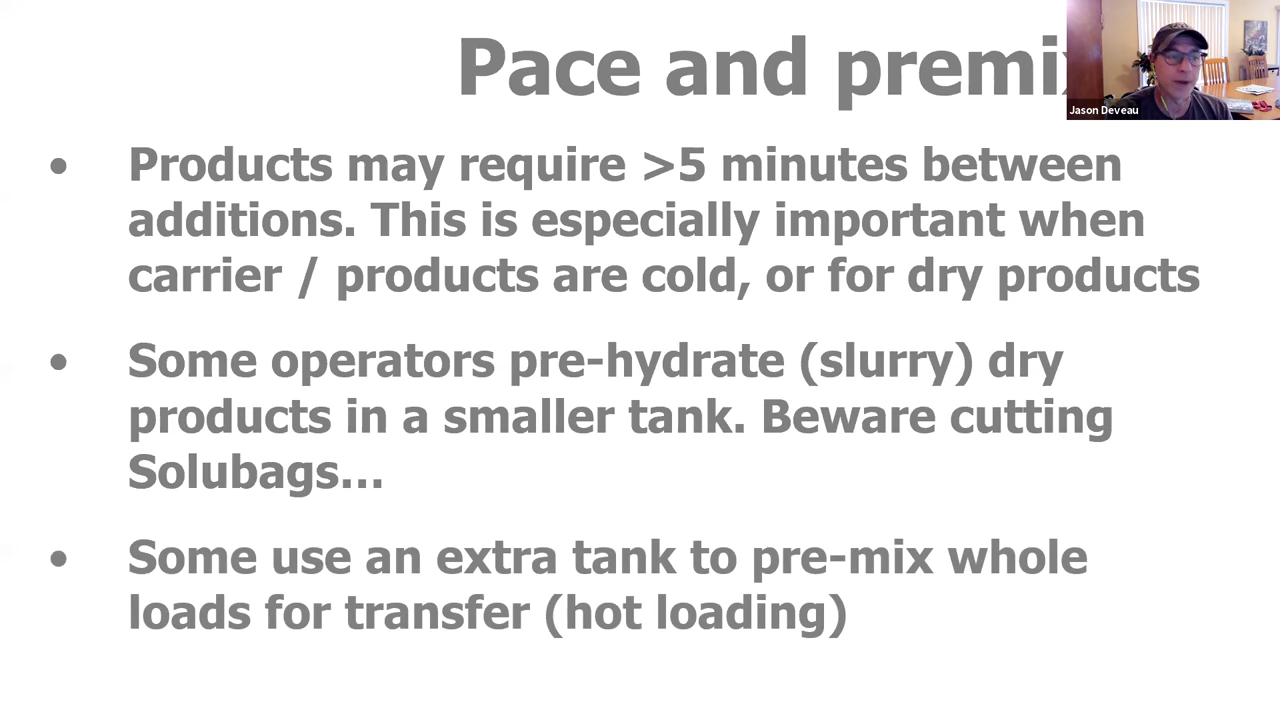 Pace and premix
Jason Deveau
• Products may require >5 minutes between
additions. This is especially important when
carrier / products are cold, or for dry products
• Some operators pre-hydrate (slurry) dry
products in a smaller tank. Beware cutting
Solubags...
• Some use an extra tank to pre-mix whole
loads for transfer (hot loading)